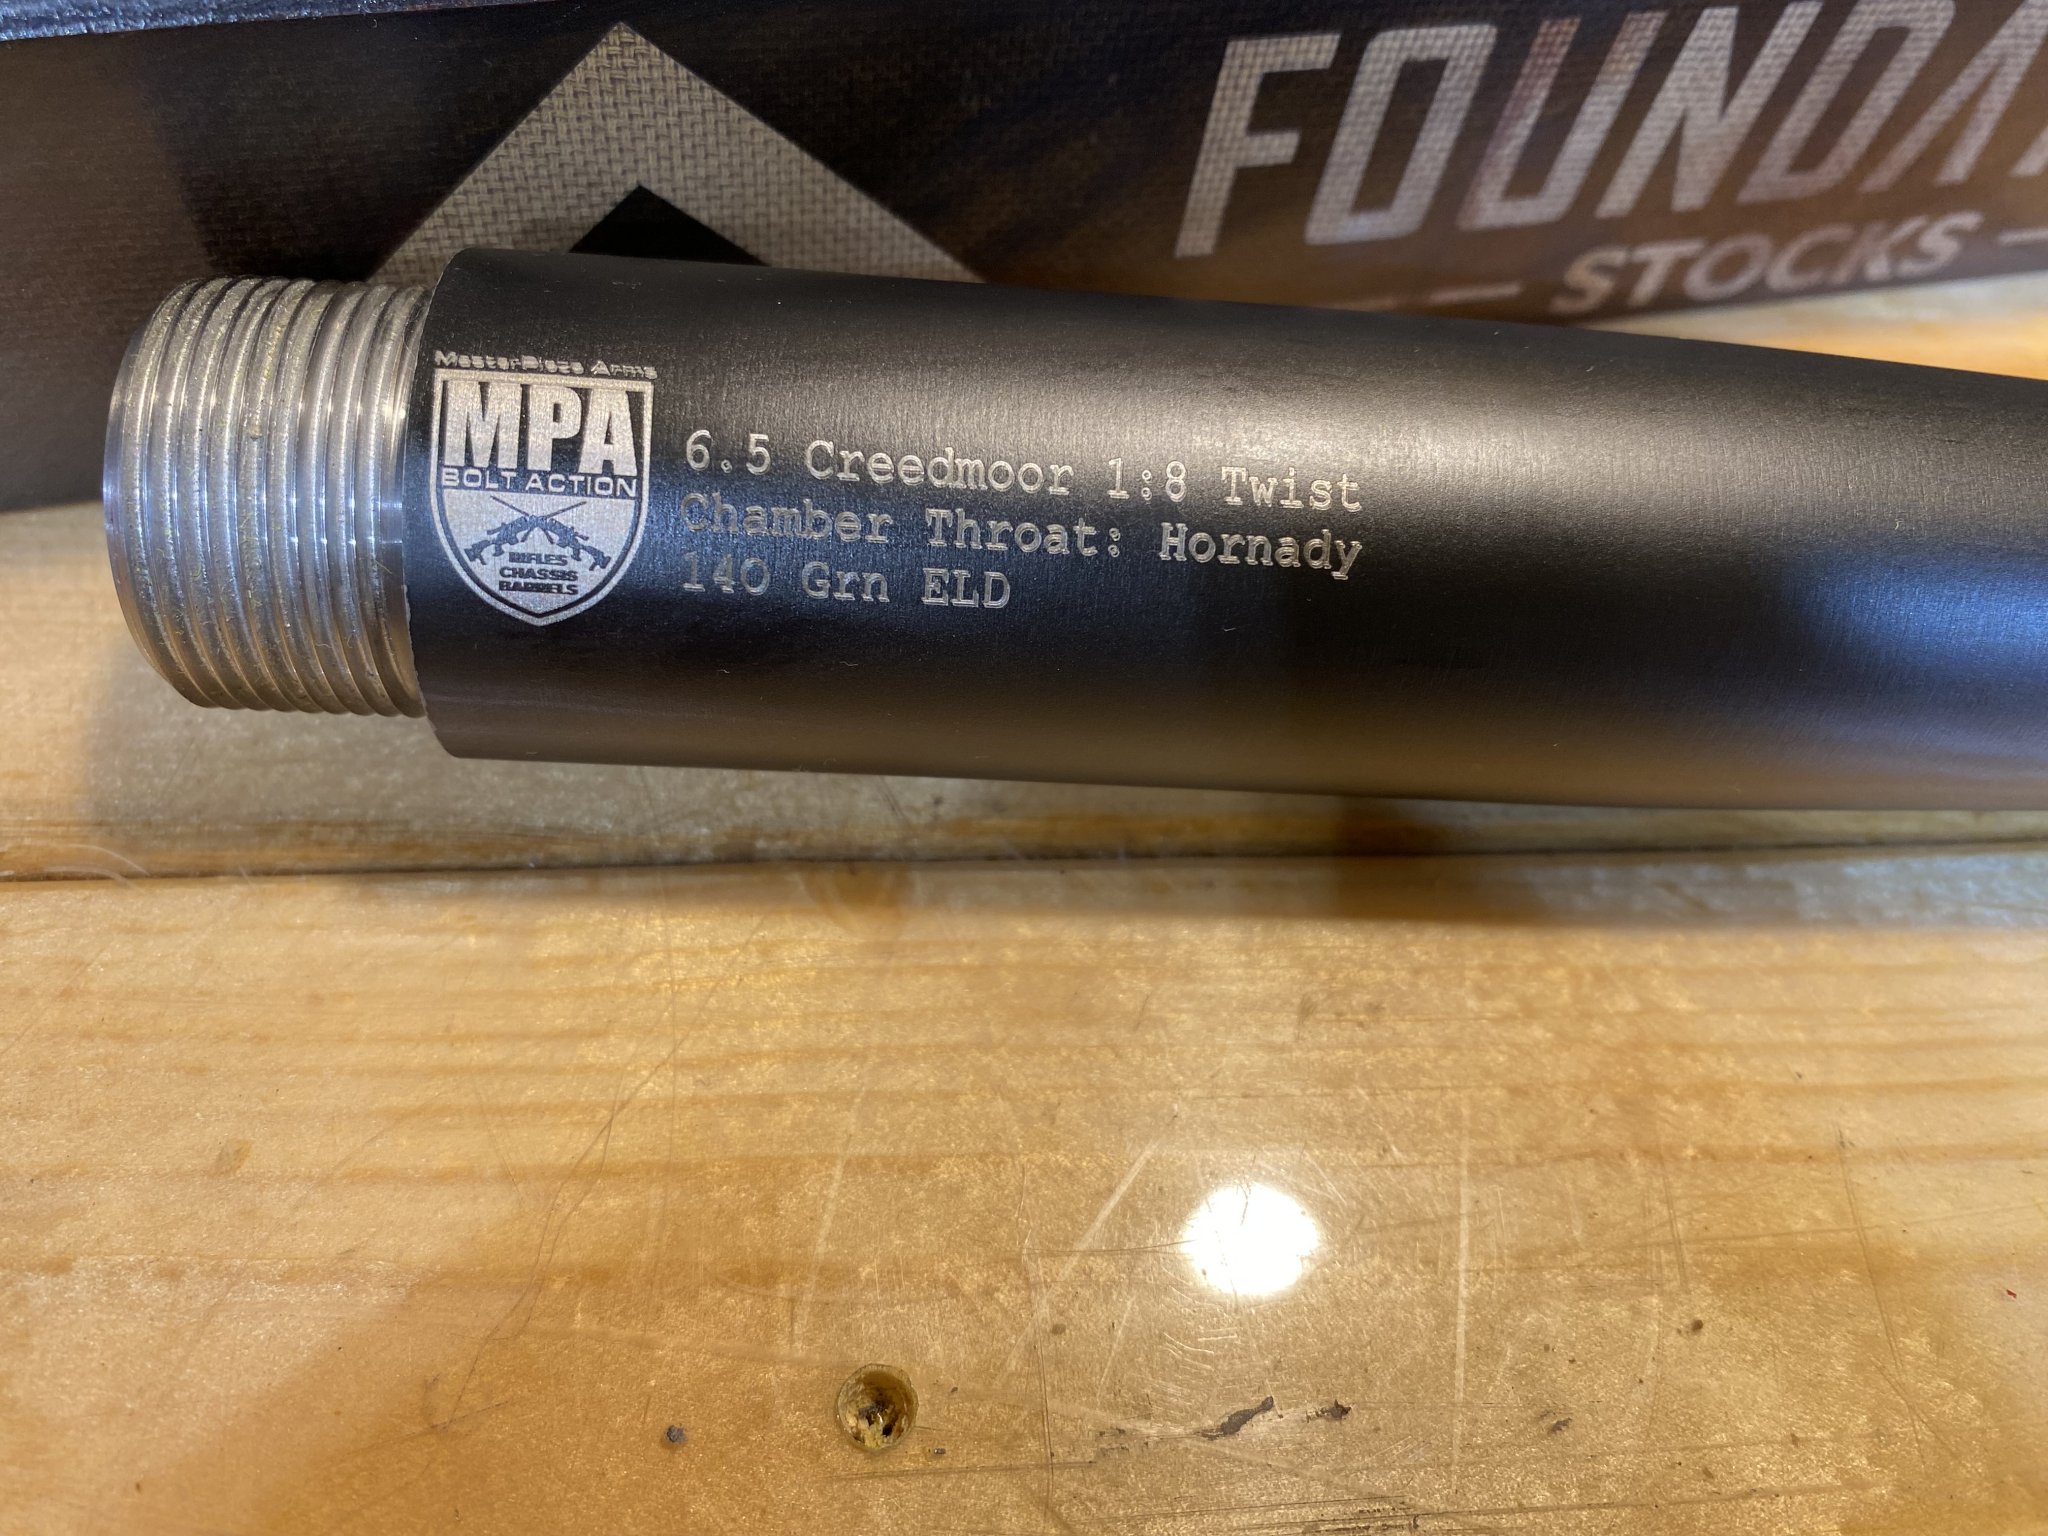 FOUNDAT
— STOCKS —
MasterPiece Arms
MPA
BOLT ACTION
RIFLES
CHASSIS
BARRELS
6.5 Creedmoor 1:8 Twist
Chamber Throat: Hornady
140 Grn ELD